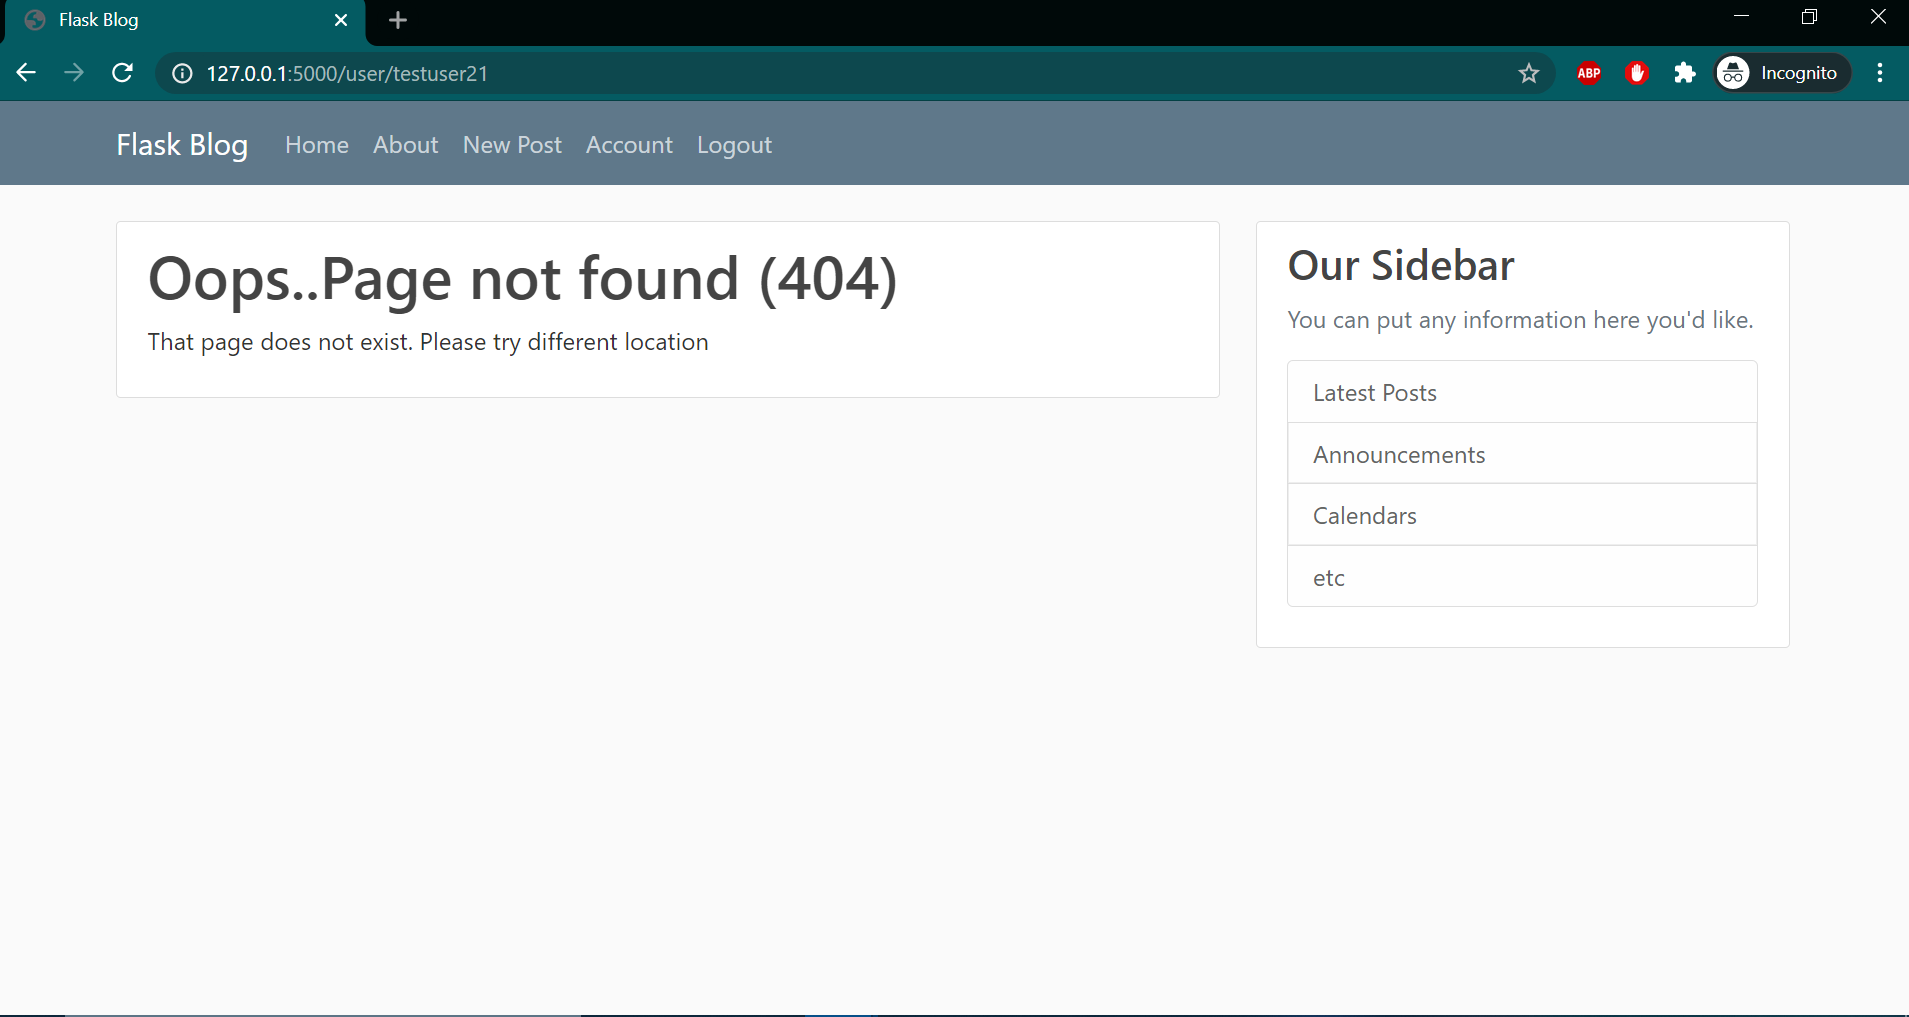 Flask Blog
127.0.0.1:5000/user/testuser21
ABP
Incognito
Flask Blog Home About New Post Account Logout
Oops..Page not found (404)
That page does not exist. Please try different location
Our Sidebar
You can put any information here you'd like.
Latest Posts
Announcements
Calendars
etc